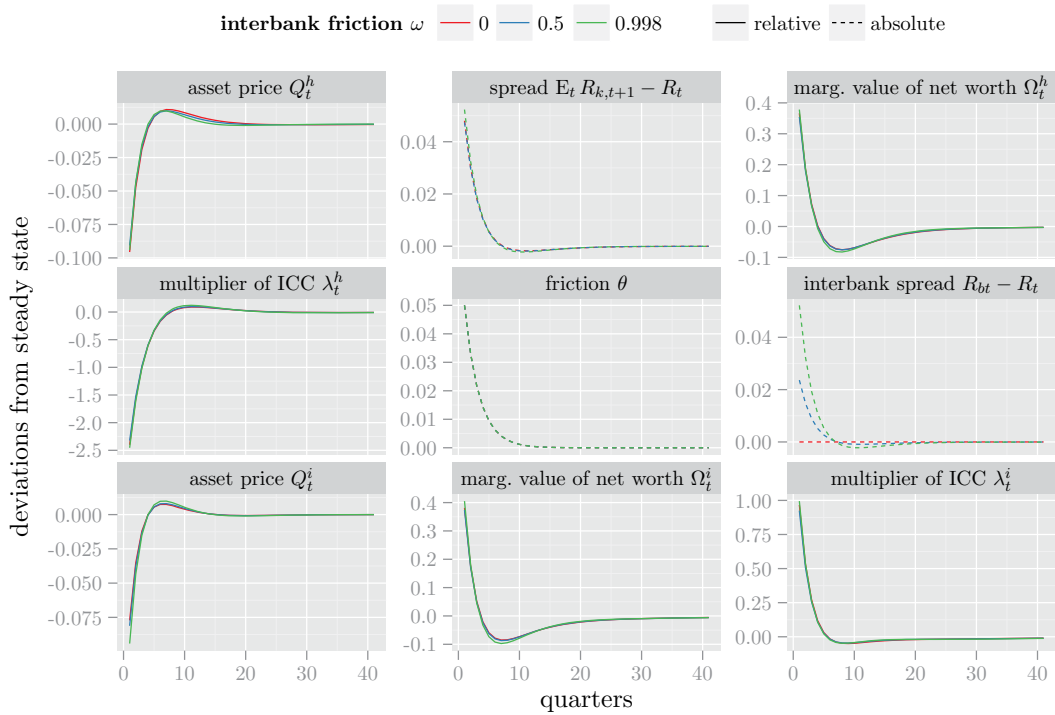 interbank friction ω 0 0.5 0.998 relative absolute
asset price Q_t^h
spread E_t R_{k,t+1} − R_t
marg. value of net worth Ω_t^h
0.000
-0.025
-0.050
-0.075
-0.100
0.04
0.02
0.00
0.4
0.3
0.2
0.1
0.0
-0.1
multiplier of ICC λ_t^h
friction θ
interbank spread R_{bt} − R_t
0.0
-0.5
-1.0
-1.5
-2.0
-2.5
0.05
0.04
0.03
0.02
0.01
0.00
0.04
0.02
0.00
asset price Q_t^i
marg. value of net worth Ω_t^i
multiplier of ICC λ_t^i
0.000
-0.025
-0.050
-0.075
0.4
0.3
0.2
0.1
0.0
-0.1
1.00
0.75
0.50
0.25
0.00
0 10 20 30 40
0 10 20 30 40
0 10 20 30 40
deviations from steady state
quarters